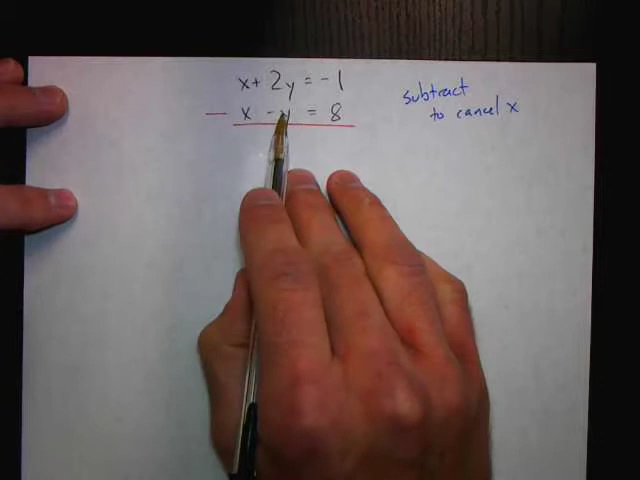 x + 2y = -1
- x - y = 8
subtract
to cancel x